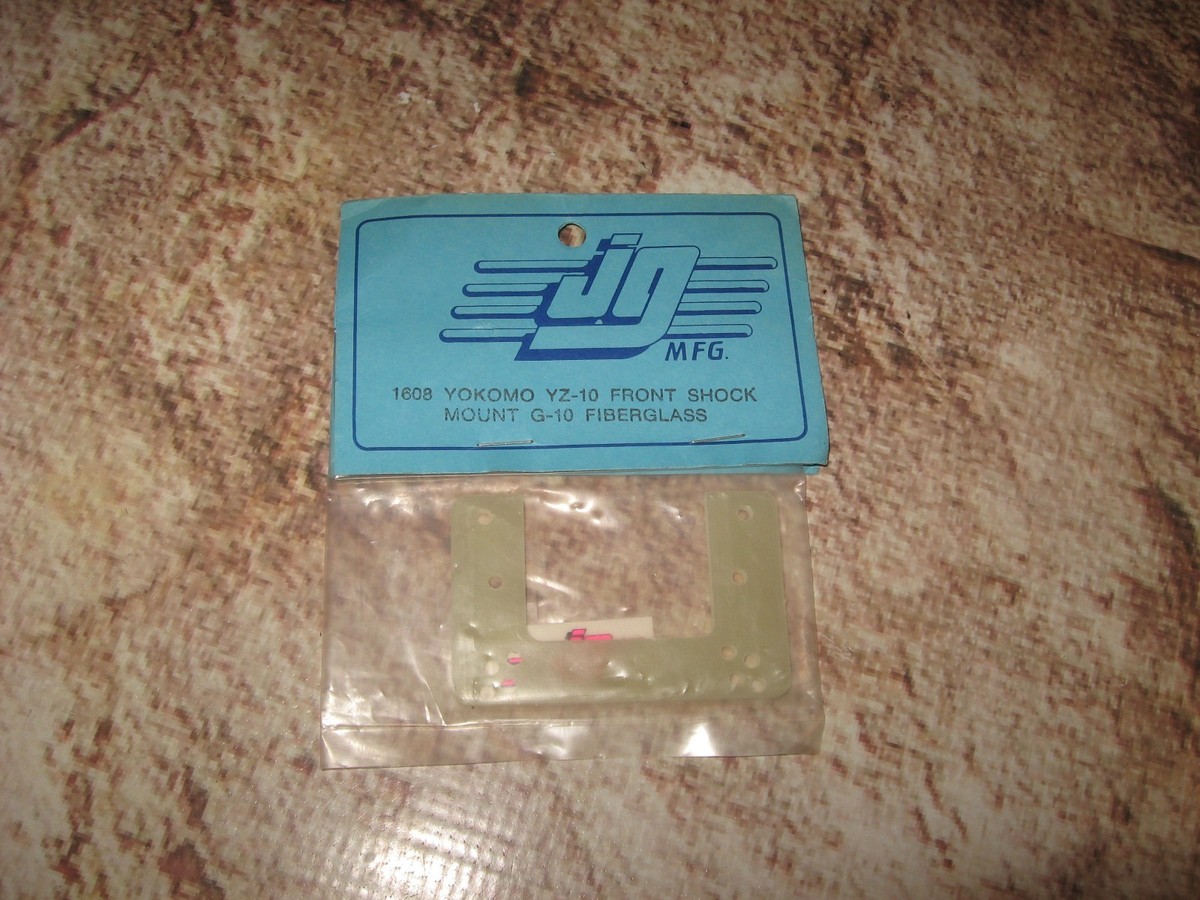 JG
MFG.
1608 YOKOMO YZ-10 FRONT SHOCK
MOUNT G-10 FIBERGLASS